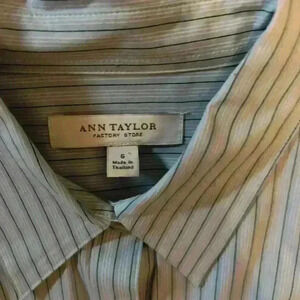 ANN TAYLOR
FACTORY STORE
6
Made in
Thailand